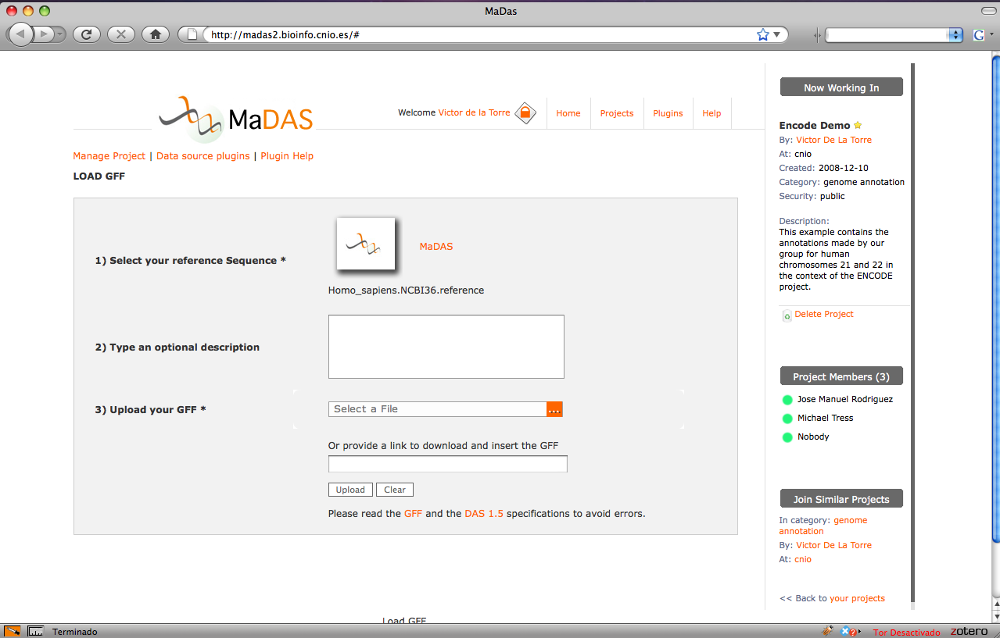 MaDas
http://madas2.bioinfo.cnio.es/#
G
MaDAS
Welcome Victor de la Torre
Home
Projects
Plugins
Help
Manage Project | Data source plugins | Plugin Help
LOAD GFF
1) Select your reference Sequence *
MaDAS
Homo_sapiens.NCBI36.reference
2) Type an optional description
3) Upload your GFF *
Select a File
...
Or provide a link to download and insert the GFF
Upload
Clear
Please read the GFF and the DAS 1.5 specifications to avoid errors.
Load GFF
Now Working In
Encode Demo
By: Victor De La Torre
At: cnio
Created: 2008-12-10
Category: genome annotation
Security: public
Description:
This example contains the
annotations made by our
group for human
chromosomes 21 and 22 in
the context of the ENCODE
project.
Delete Project
Project Members (3)
Jose Manuel Rodriguez
Michael Tress
Nobody
Join Similar Projects
In category: genome
annotation
By: Victor De La Torre
At: cnio
<< Back to your projects
Terminado
Tor Desactivado
zotero